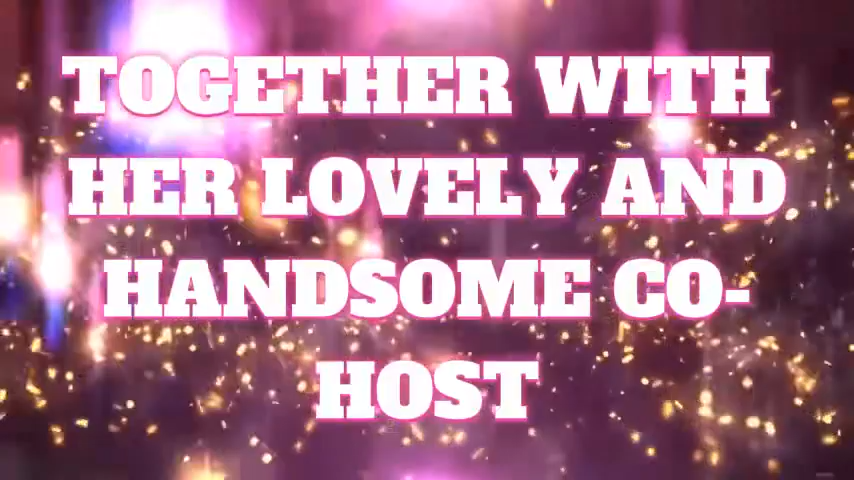 TOGETHER WITH
HER LOVELY AND
HANDSOME CO-
HOST